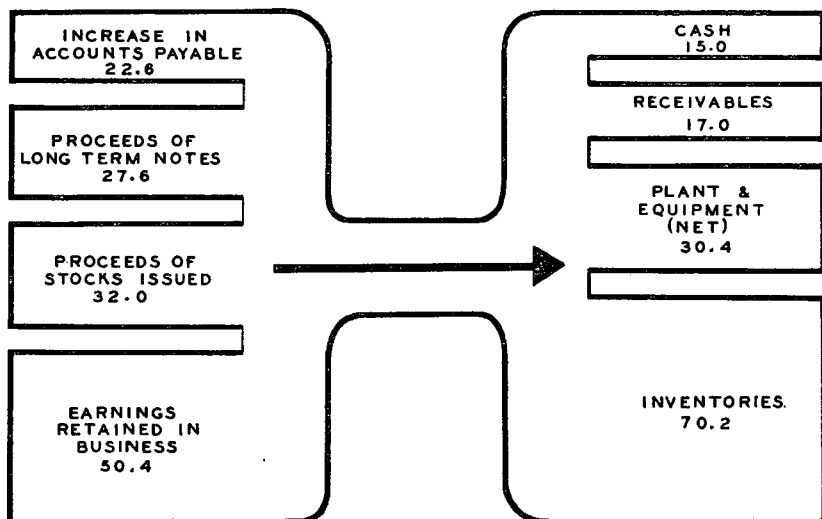 INCREASE IN
ACCOUNTS PAYABLE
22.6
PROCEEDS OF
LONG TERM NOTES
27.6
PROCEEDS OF
STOCKS ISSUED
32.0
EARNINGS
RETAINED IN
BUSINESS
50.4
CASH
15.0
RECEIVABLES
17.0
PLANT &
EQUIPMENT
(NET)
30.4
INVENTORIES.
70.2